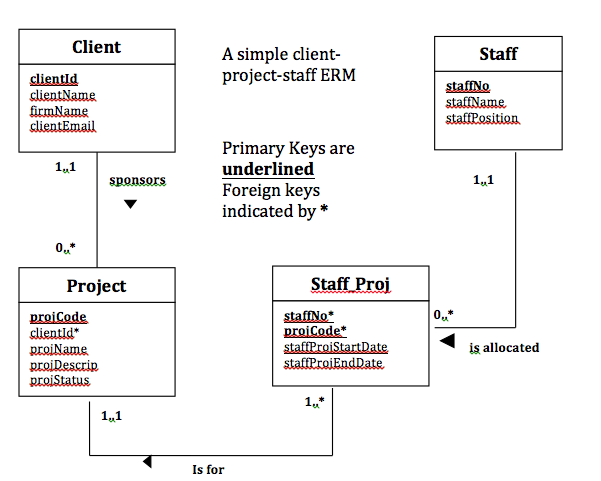 Client
clientId
clientName
firmName
clientEmail
A simple client-
project-staff ERM
Primary Keys are
underlined
Foreign keys
indicated by *
Staff
staffNo
staffName
staffPosition
1..1
sponsors
0..*
1..1
Project
projCode
clientId*
projName
projDescrip
projStatus
Staff_Proj
staffNo*
projCode*
staffProjStartDate
staffProjEndDate
0..*
is allocated
1..1
1..*
Is for